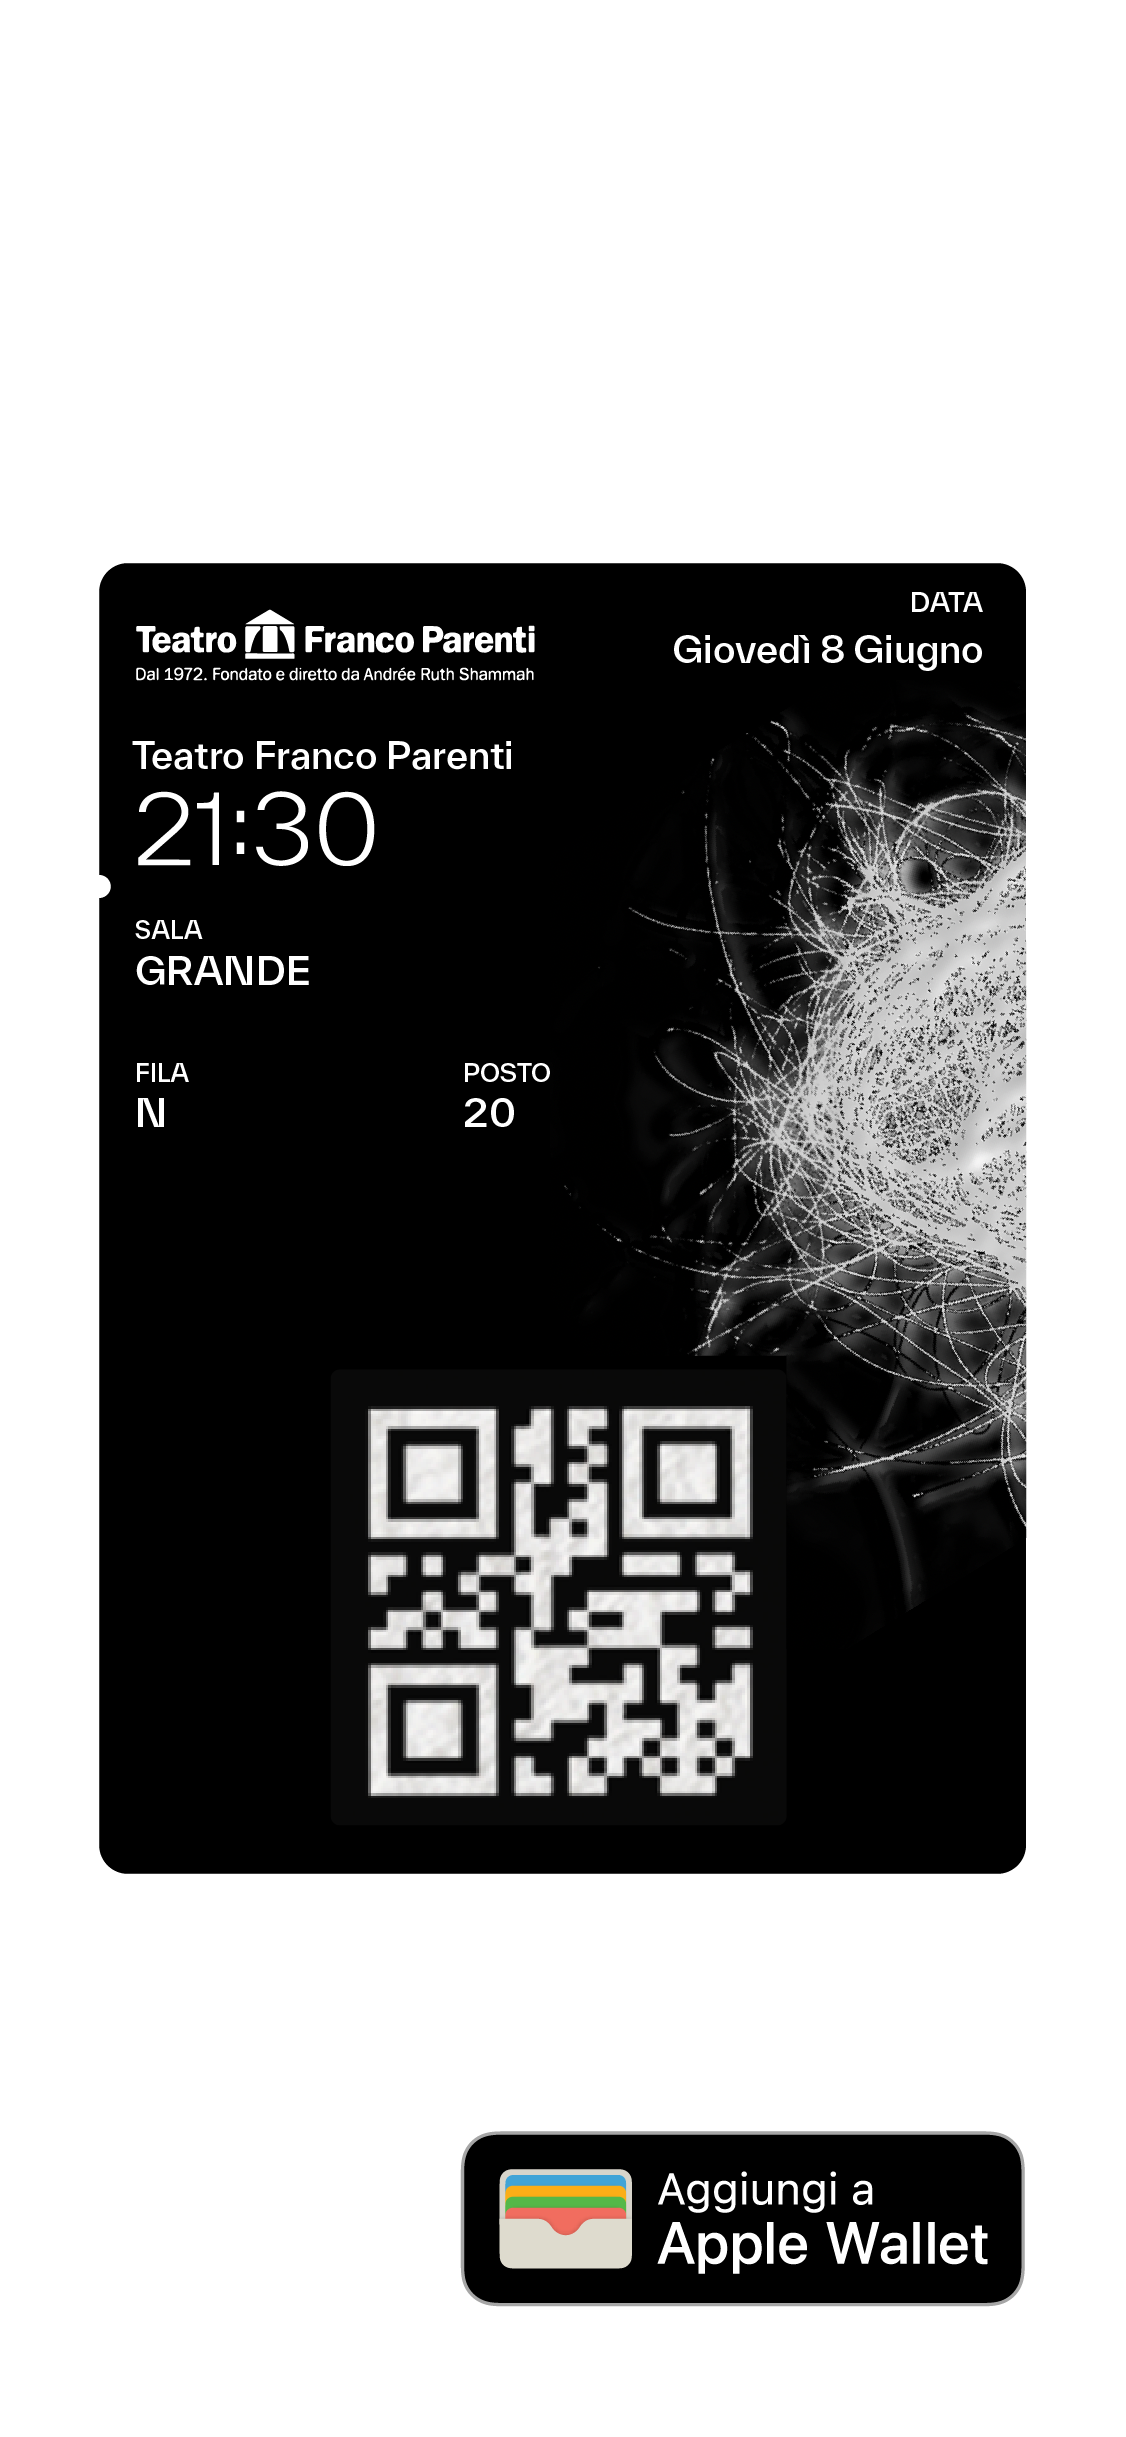 Teatro Franco Parenti
Dal 1972. Fondato e diretto da Andrée Ruth Shammah
DATA
Giovedì 8 Giugno
Teatro Franco Parenti
21:30
SALA
GRANDE
FILA
N
POSTO
20
Aggiungi a
Apple Wallet